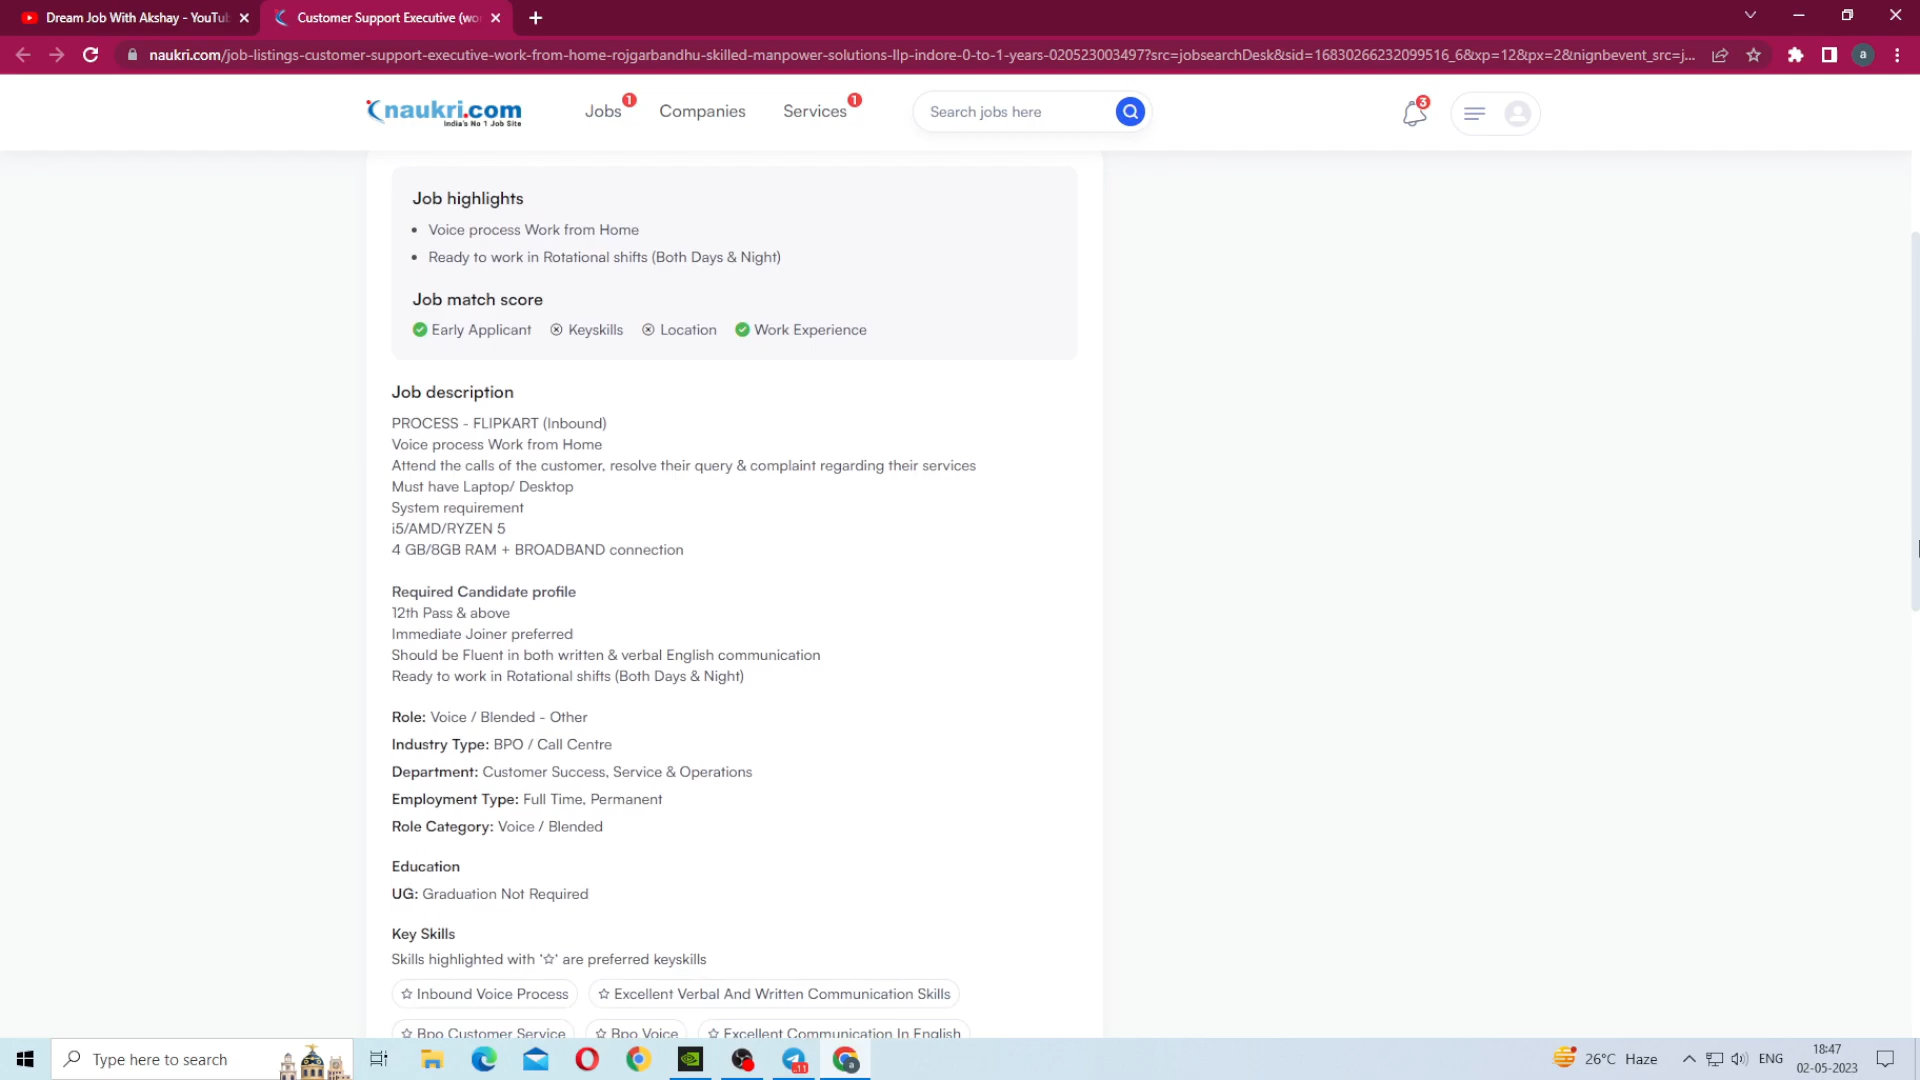 Dream Job With Akshay - YouTu
Customer Support Executive (wo
naukri.com/job-listings-customer-support-executive-work-from-home-rojgarbandhu-skilled-manpower-solutions-llp-indore-0-to-1-years-020523003497?src=jobsearchDesk&sid=16830266232099516_6&xp=12&px=2&nignbevent_src=j...
a
naukri.com
India's No 1 Job Site
Jobs 1
Companies
Services 1
Search jobs here
3
Job highlights
• Voice process Work from Home
• Ready to work in Rotational shifts (Both Days & Night)
Job match score
Early Applicant Keyskills Location Work Experience
Job description
PROCESS - FLIPKART (Inbound)
Voice process Work from Home
Attend the calls of the customer, resolve their query & complaint regarding their services
Must have Laptop/ Desktop
System requirement
i5/AMD/RYZEN 5
4 GB/8GB RAM + BROADBAND connection
Required Candidate profile
12th Pass & above
Immediate Joiner preferred
Should be Fluent in both written & verbal English communication
Ready to work in Rotational shifts (Both Days & Night)
Role: Voice / Blended - Other
Industry Type: BPO / Call Centre
Department: Customer Success, Service & Operations
Employment Type: Full Time, Permanent
Role Category: Voice / Blended
Education
UG: Graduation Not Required
Key Skills
Skills highlighted with '☆' are preferred keyskills
☆ Inbound Voice Process ☆ Excellent Verbal And Written Communication Skills
☆ Bpo Customer Service ☆ Bpo Voice ☆ Excellent Communication In English
Type here to search
11
a
26°C Haze
ENG
18:47
02-05-2023